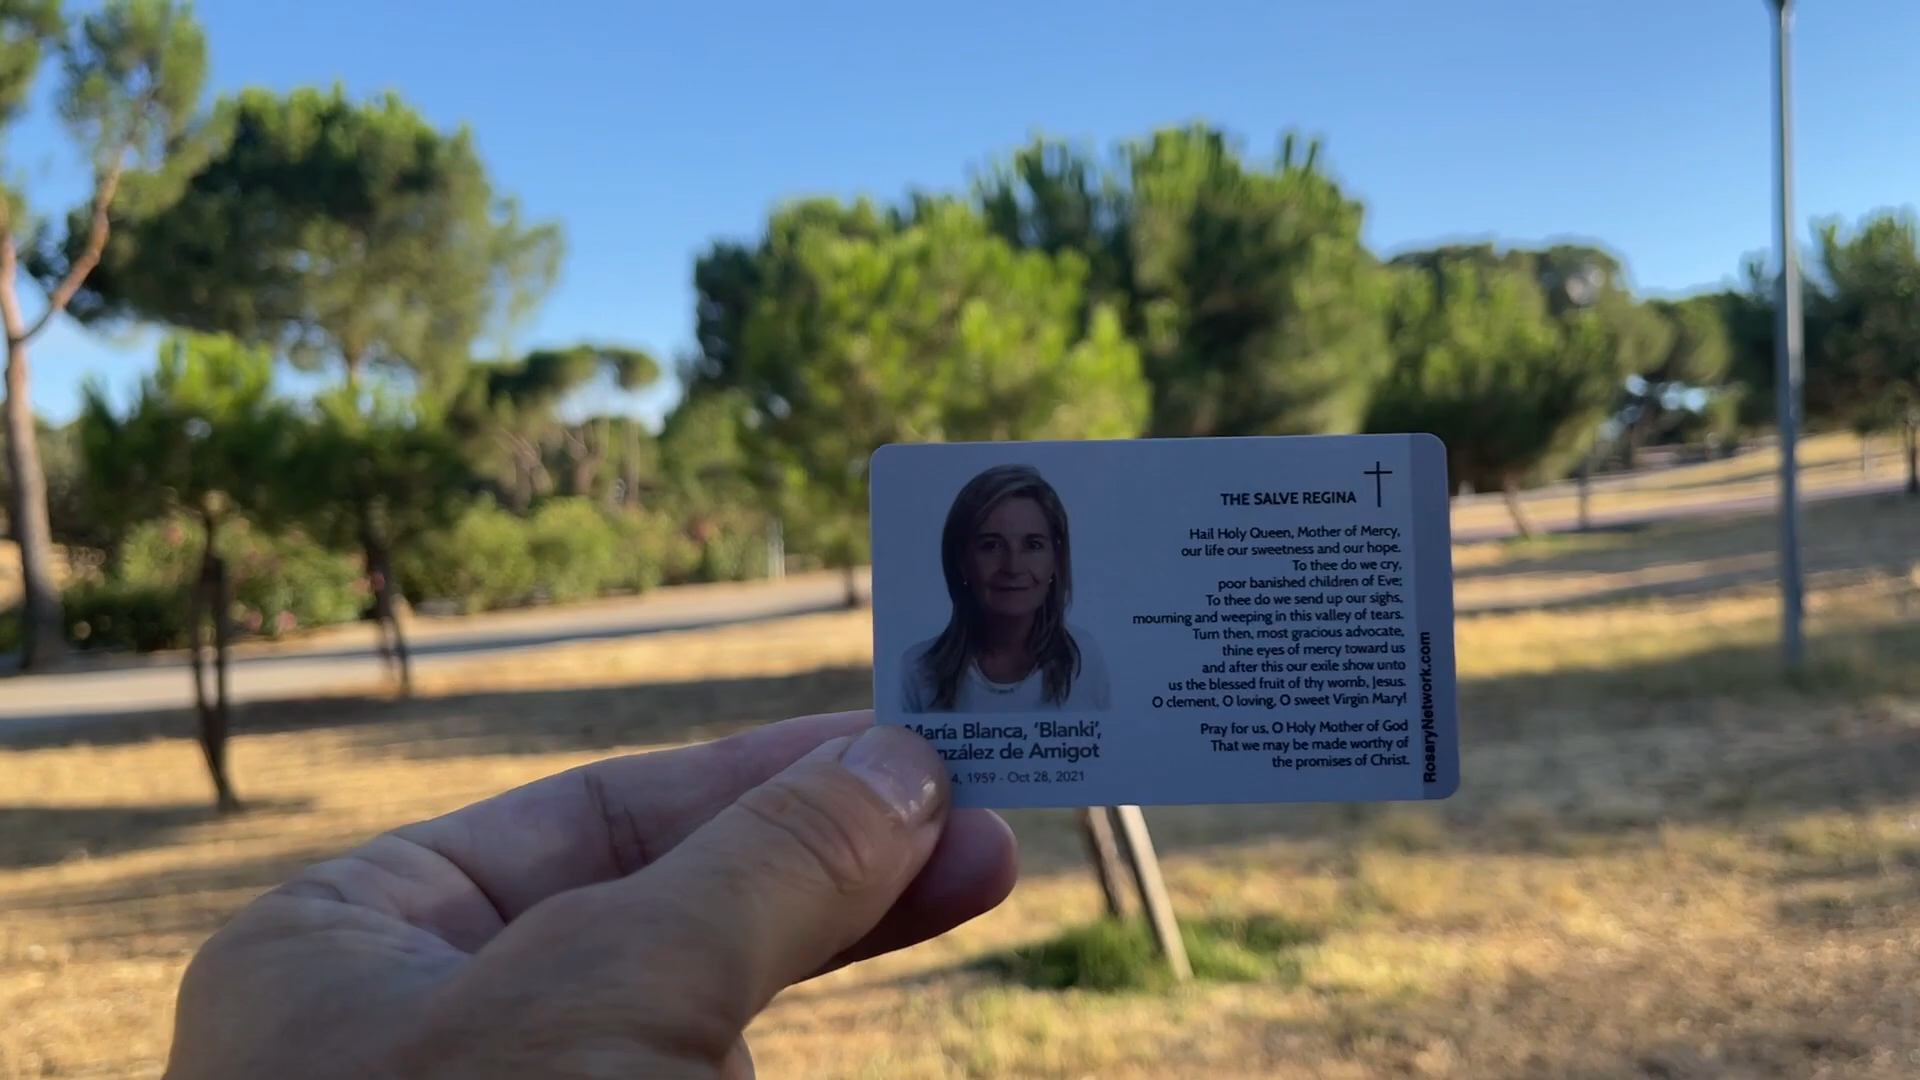 María Blanca, ‘Blanki’,
nzález de Amigot
4, 1959 - Oct 28, 2021
THE SALVE REGINA
Hail Holy Queen, Mother of Mercy,
our life our sweetness and our hope.
To thee do we cry,
poor banished children of Eve;
To thee do we send up our sighs,
mourning and weeping in this valley of tears.
Turn then, most gracious advocate,
thine eyes of mercy toward us
and after this our exile show unto
us the blessed fruit of thy womb, Jesus.
O clement, O loving, O sweet Virgin Mary!
Pray for us, O Holy Mother of God
That we may be made worthy of
the promises of Christ.
RosaryNetwork.com